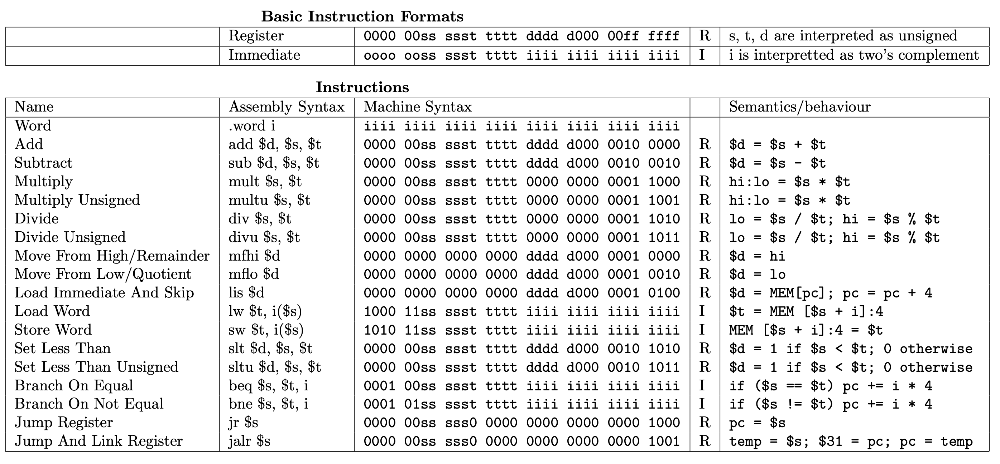 Basic Instruction Formats
Register 0000 00ss ssst tttt dddd d000 00ff ffff R s, t, d are interpreted as unsigned
Immediate oooo ooss ssst tttt iiii iiii iiii iiii I i is interpretted as two's complement
Instructions
Name Assembly Syntax Machine Syntax Semantics/behaviour
Word .word i iiii iiii iiii iiii iiii iiii iiii iiii
Add add $d, $s, $t 0000 00ss ssst tttt dddd d000 0010 0000 R $d = $s + $t
Subtract sub $d, $s, $t 0000 00ss ssst tttt dddd d000 0010 0010 R $d = $s - $t
Multiply mult $s, $t 0000 00ss ssst tttt 0000 0000 0001 1000 R hi:lo = $s * $t
Multiply Unsigned multu $s, $t 0000 00ss ssst tttt 0000 0000 0001 1001 R hi:lo = $s * $t
Divide div $s, $t 0000 00ss ssst tttt 0000 0000 0001 1010 R lo = $s / $t; hi = $s % $t
Divide Unsigned divu $s, $t 0000 00ss ssst tttt 0000 0000 0001 1011 R lo = $s / $t; hi = $s % $t
Move From High/Remainder mfhi $d 0000 0000 0000 0000 dddd d000 0001 0000 R $d = hi
Move From Low/Quotient mflo $d 0000 0000 0000 0000 dddd d000 0001 0010 R $d = lo
Load Immediate And Skip lis $d 0000 0000 0000 0000 dddd d000 0001 0100 R $d = MEM[pc]; pc = pc + 4
Load Word lw $t, i($s) 1000 11ss ssst tttt iiii iiii iiii iiii I $t = MEM [$s + i]:4
Store Word sw $t, i($s) 1010 11ss ssst tttt iiii iiii iiii iiii I MEM [$s + i]:4 = $t
Set Less Than slt $d, $s, $t 0000 00ss ssst tttt dddd d000 0010 1010 R $d = 1 if $s < $t; 0 otherwise
Set Less Than Unsigned sltu $d, $s, $t 0000 00ss ssst tttt dddd d000 0010 1011 R $d = 1 if $s < $t; 0 otherwise
Branch On Equal beq $s, $t, i 0001 00ss ssst tttt iiii iiii iiii iiii I if ($s == $t) pc += i * 4
Branch On Not Equal bne $s, $t, i 0001 01ss ssst tttt iiii iiii iiii iiii I if ($s != $t) pc += i * 4
Jump Register jr $s 0000 00ss sss0 0000 0000 0000 0000 1000 R pc = $s
Jump And Link Register jalr $s 0000 00ss sss0 0000 0000 0000 0000 1001 R temp = $s; $31 = pc; pc = temp